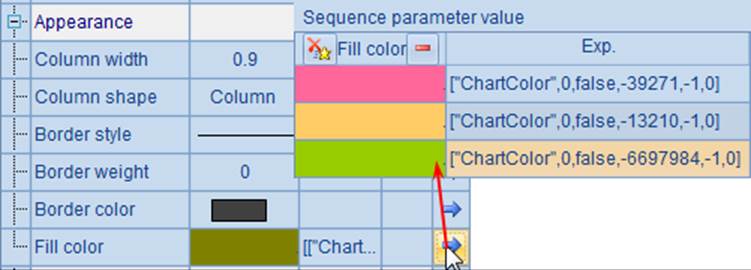 Appearance
Column width 0.9
Column shape Column
Border style
Border weight 0
Border color
Fill color [["Chart...
Sequence parameter value
Fill color Exp.
["ChartColor",0,false,-39271,-1,0]
["ChartColor",0,false,-13210,-1,0]
["ChartColor",0,false,-6697984,-1,0]